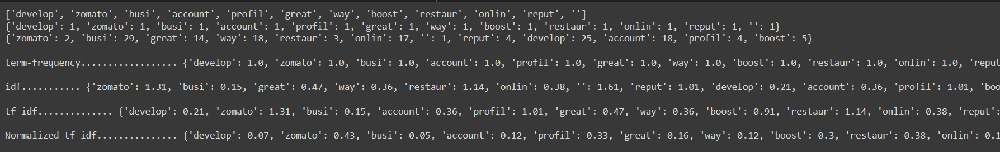 ['develop', 'zomato', 'busi', 'account', 'profil', 'great', 'way', 'boost', 'restaur', 'onlin', 'reput', '']
{'develop': 1, 'zomato': 1, 'busi': 1, 'account': 1, 'profil': 1, 'great': 1, 'way': 1, 'boost': 1, 'restaur': 1, 'onlin': 1, 'reput': 1, '': 1}
{'zomato': 2, 'busi': 29, 'great': 14, 'way': 18, 'restaur': 3, 'onlin': 17, '': 1, 'reput': 4, 'develop': 25, 'account': 18, 'profil': 4, 'boost': 5}
term-frequency.................. {'develop': 1.0, 'zomato': 1.0, 'busi': 1.0, 'account': 1.0, 'profil': 1.0, 'great': 1.0, 'way': 1.0, 'boost': 1.0, 'restaur': 1.0, 'onlin': 1.0, 'reput
idf........... {'zomato': 1.31, 'busi': 0.15, 'great': 0.47, 'way': 0.36, 'restaur': 1.14, 'onlin': 0.38, '': 1.61, 'reput': 1.01, 'develop': 0.21, 'account': 0.36, 'profil': 1.01, 'boo
tf-idf.............. {'develop': 0.21, 'zomato': 1.31, 'busi': 0.15, 'account': 0.36, 'profil': 1.01, 'great': 0.47, 'way': 0.36, 'boost': 0.91, 'restaur': 1.14, 'onlin': 0.38, 'reput':
Normalized tf-idf............... {'develop': 0.07, 'zomato': 0.43, 'busi': 0.05, 'account': 0.12, 'profil': 0.33, 'great': 0.16, 'way': 0.12, 'boost': 0.3, 'restaur': 0.38, 'onlin': 0.1